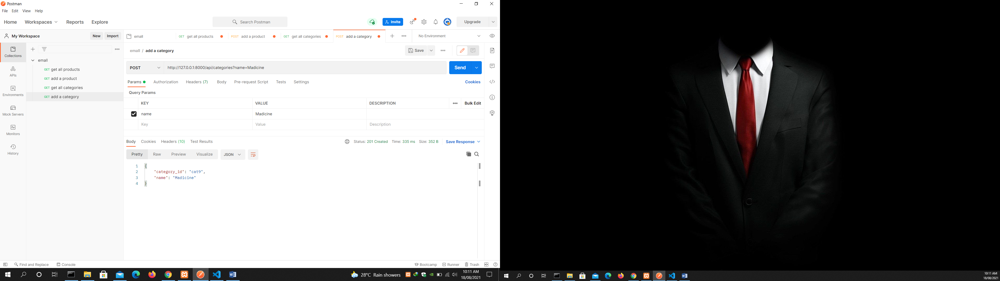 Postman
File Edit View Help
Home Workspaces Reports Explore Search Postman Invite Upgrade
My Workspace New Import
emall GET get all products POST add a product GET get all categories POST add a category No Environment
emall / add a category Save
Collections
APIs
Environments
Mock Servers
Monitors
History
emall
GET get all products
GET add a product
GET get all categories
GET add a category
POST http://127.0.0.1:8000/api/categories?name=Madicine Send
Params Authorization Headers (7) Body Pre-request Script Tests Settings Cookies
Query Params
KEY VALUE DESCRIPTION Bulk Edit
name Madicine
Key Value Description
Body Cookies Headers (10) Test Results Status: 201 Created Time: 335 ms Size: 352 B Save Response
Pretty Raw Preview Visualize JSON
1 {
2 "category_id": "cat9",
3 "name": "Madicine"
4 }
Find and Replace Console Bootcamp Runner Trash
28°C Rain showers 10:11 AM
18/08/2021
10:11 AM
18/08/2021